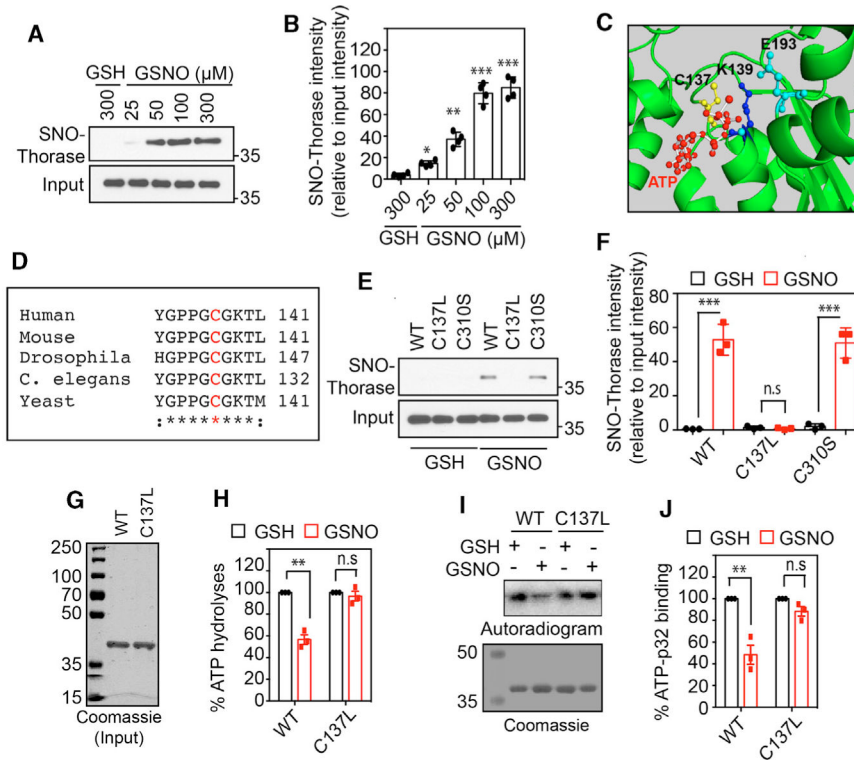 A
GSH GSNO (µM)
300 25 50 100 300
SNO-Thorase
35
Input
35
B
SNO-Thorase intensity
(relative to input intensity)
120
100
80
60
40
20
0
* ** *** ***
300 25 50 100 300
GSH GSNO (µM)
C
E193
K139
C137
ATP
D
Human YGPPGCGKTL 141
Mouse YGPPGCGKTL 141
Drosophila HGPPGCGKTL 147
C. elegans YGPPGCGKTL 132
Yeast YGPPGCGKTM 141
:********:
E
WT C137L C310S WT C137L C310S
SNO-Thorase
35
Input
35
GSH GSNO
F
GSH GSNO
SNO-Thorase intensity
(relative to input intensity)
80
60
40
20
0
*** n.s ***
WT C137L C310S
G
WT C137L
250
100
70
50
35
15
Coomassie
(Input)
H
GSH GSNO
% ATP hydrolyses
120
100
80
60
40
20
0
** n.s
WT C137L
I
WT C137L
GSH + - + -
GSNO - + - +
Autoradiogram
50
35
Coomassie
J
GSH GSNO
% ATP-p32 binding
120
100
80
60
40
20
0
** n.s
WT C137L